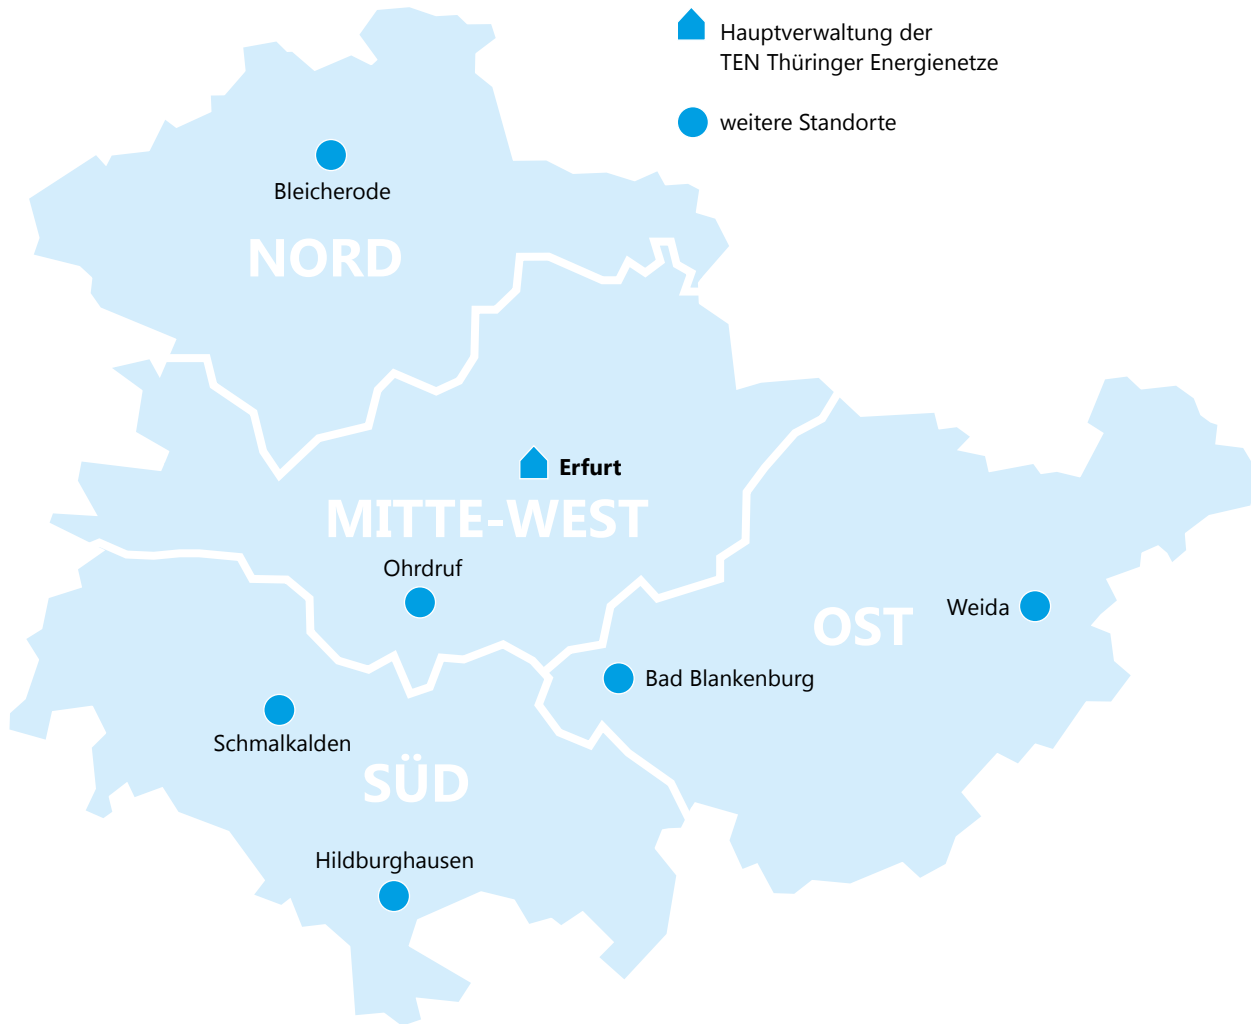 Hauptverwaltung der
TEN Thüringer Energienetze
weitere Standorte
Bleicherode
NORD
Erfurt
MITTE-WEST
Ohrdruf
Weida
OST
Bad Blankenburg
Schmalkalden
SÜD
Hildburghausen